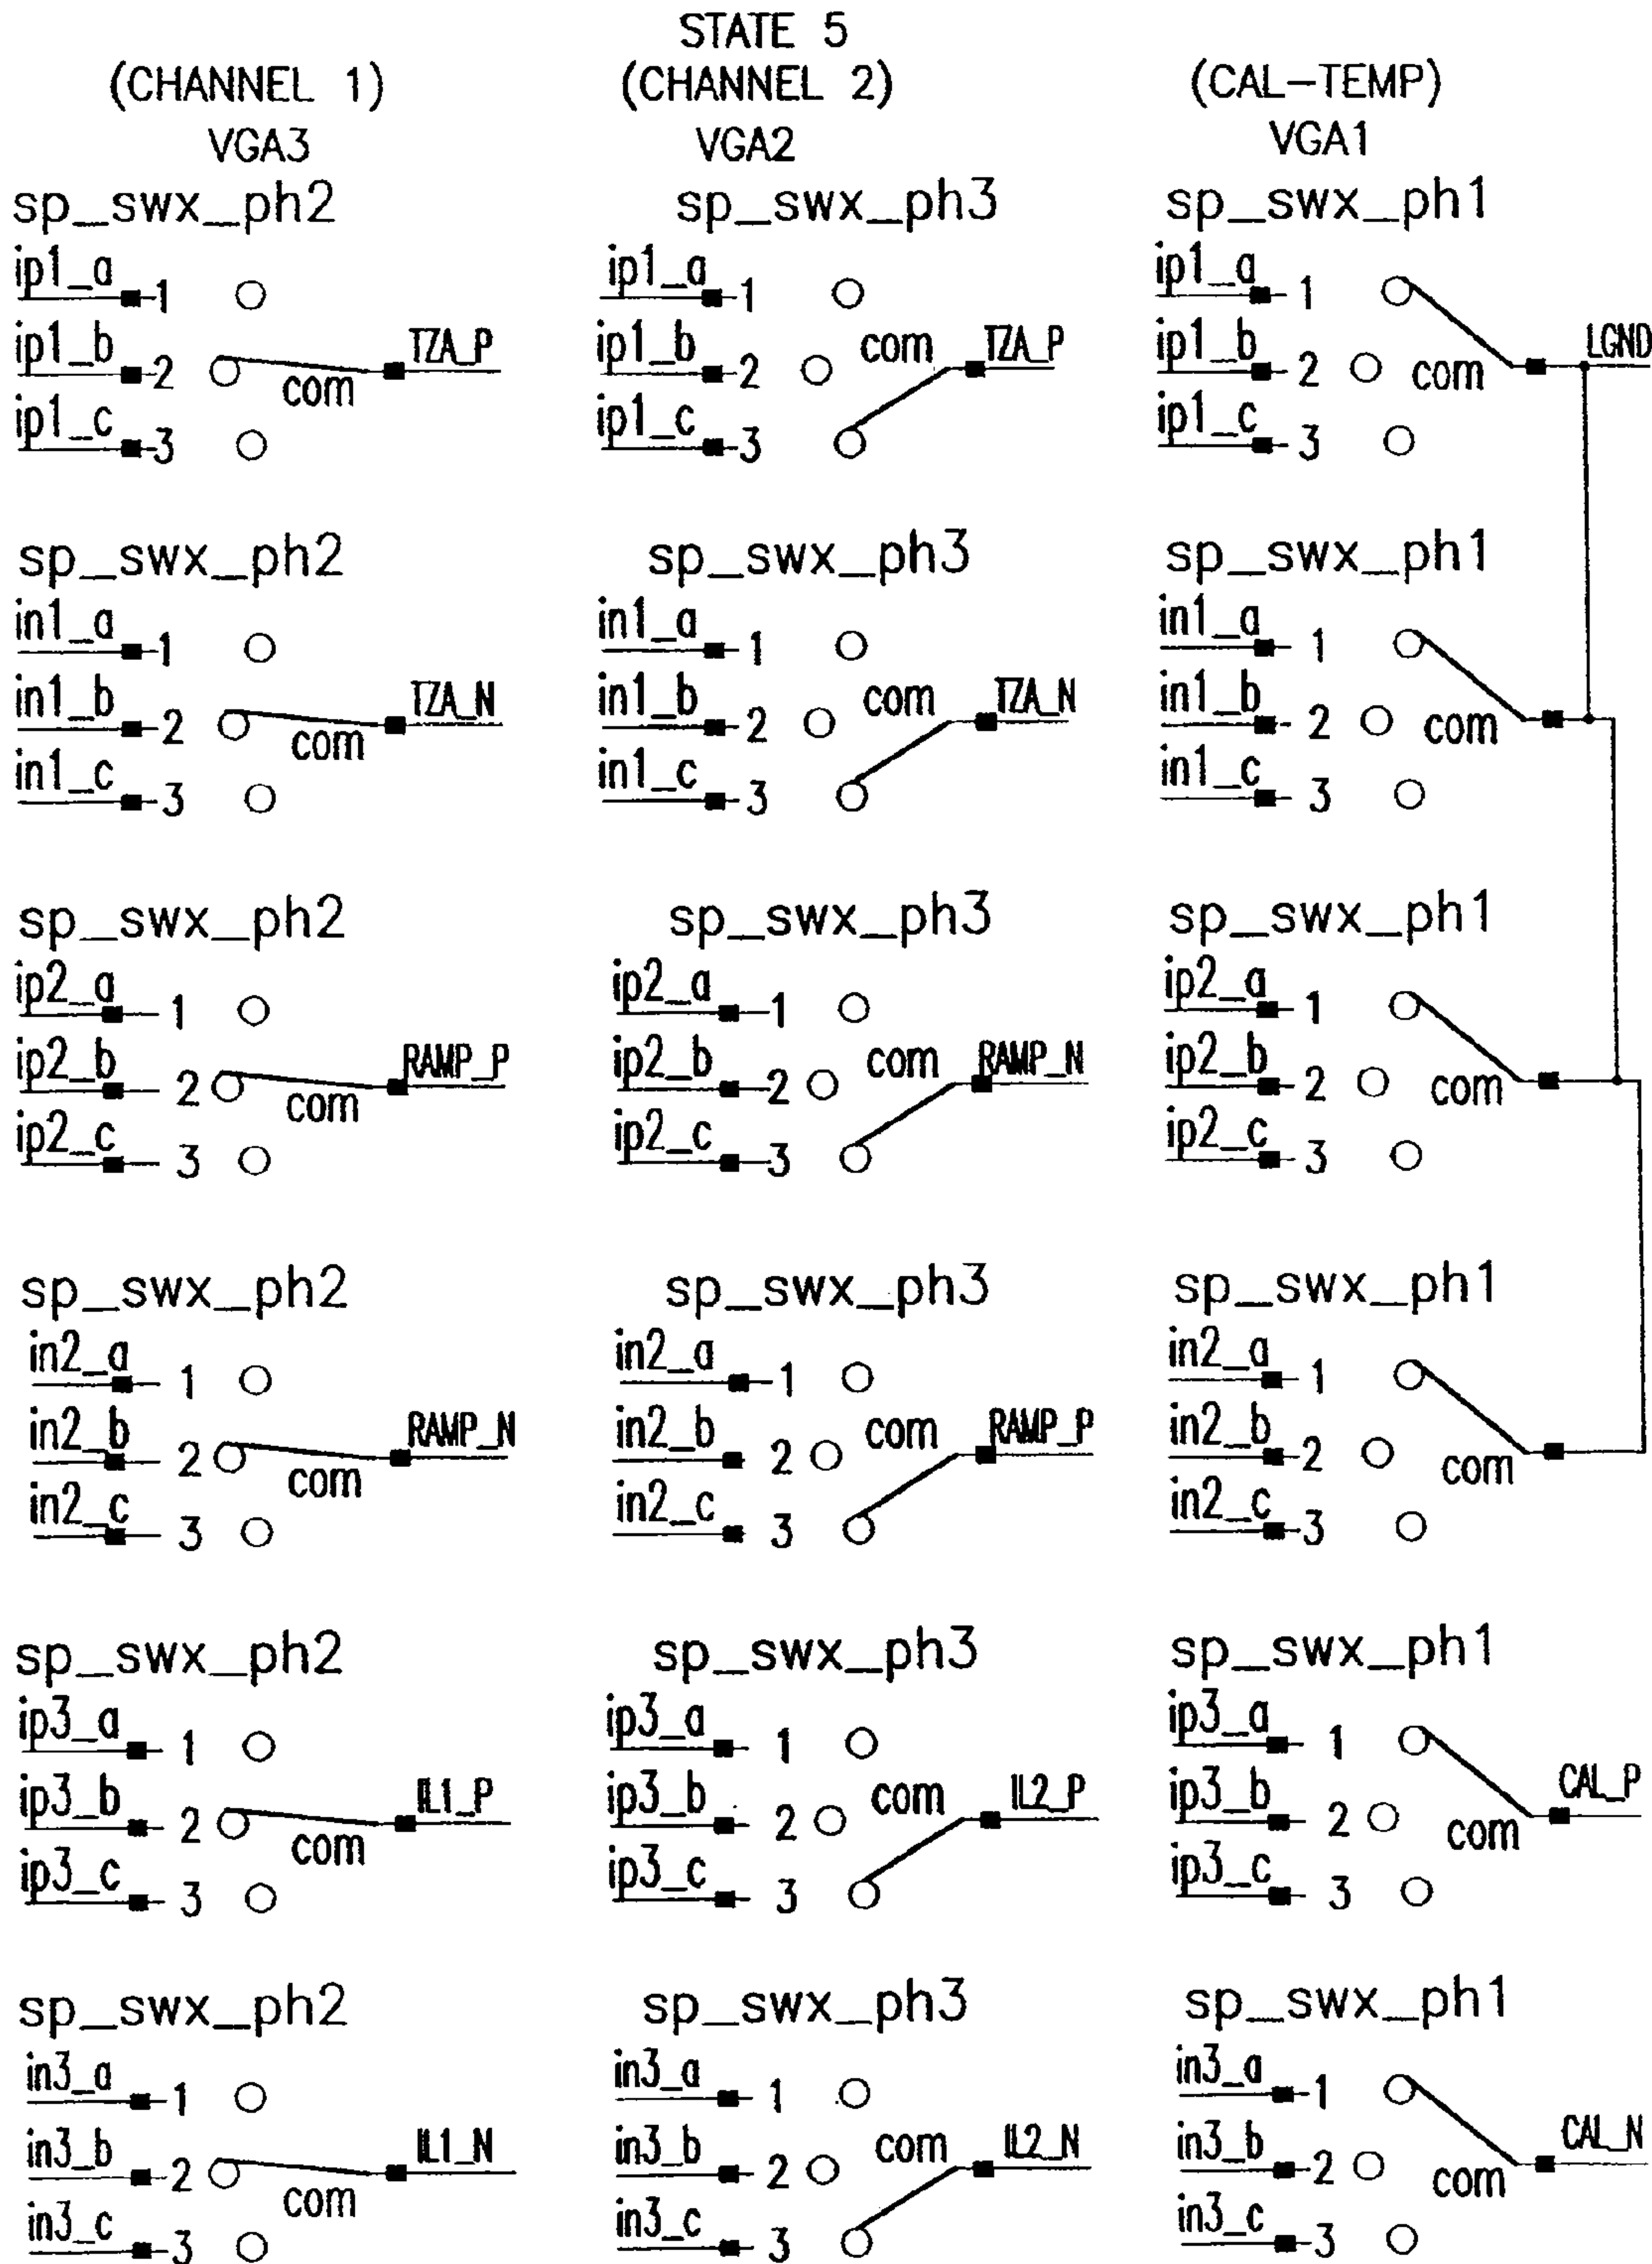 STATE 5
(CHANNEL 1) (CHANNEL 2) (CAL-TEMP)
VGA3 VGA2 VGA1
sp_swx_ph2 sp_swx_ph3 sp_swx_ph1
ip1_a 1 ip1_a 1 ip1_a 1
ip1_b 2 com TZA_P ip1_b 2 com TZA_P ip1_b 2 com LGND
ip1_c 3 ip1_c 3 ip1_c 3
sp_swx_ph2 sp_swx_ph3 sp_swx_ph1
in1_a 1 in1_a 1 in1_a 1
in1_b 2 com TZA_N in1_b 2 com TZA_N in1_b 2 com
in1_c 3 in1_c 3 in1_c 3
sp_swx_ph2 sp_swx_ph3 sp_swx_ph1
ip2_a 1 ip2_a 1 ip2_a 1
ip2_b 2 com RAMP_P ip2_b 2 com RAMP_N ip2_b 2 com
ip2_c 3 ip2_c 3 ip2_c 3
sp_swx_ph2 sp_swx_ph3 sp_swx_ph1
in2_a 1 in2_a 1 in2_a 1
in2_b 2 com RAMP_N in2_b 2 com RAMP_P in2_b 2 com
in2_c 3 in2_c 3 in2_c 3
sp_swx_ph2 sp_swx_ph3 sp_swx_ph1
ip3_a 1 ip3_a 1 ip3_a 1
ip3_b 2 com IL1_P ip3_b 2 com IL2_P ip3_b 2 com CAL_P
ip3_c 3 ip3_c 3 ip3_c 3
sp_swx_ph2 sp_swx_ph3 sp_swx_ph1
in3_a 1 in3_a 1 in3_a 1
in3_b 2 com IL1_N in3_b 2 com IL2_N in3_b 2 com CAL_N
in3_c 3 in3_c 3 in3_c 3